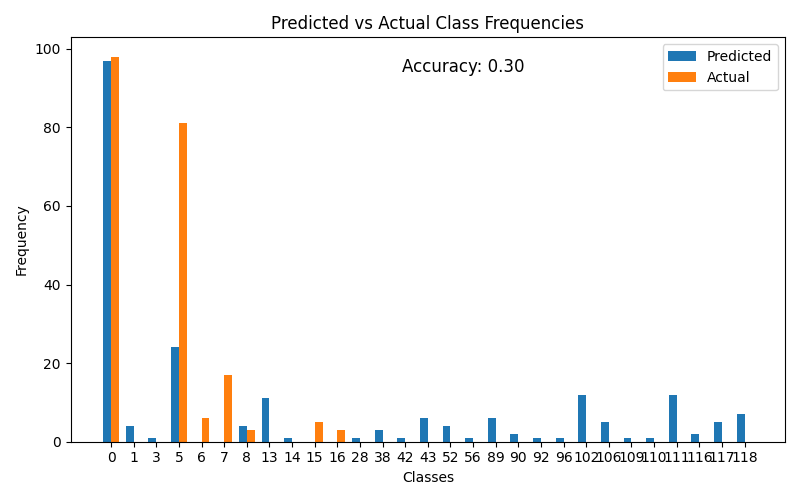 Predicted vs Actual Class Frequencies
Accuracy: 0.30
Predicted
Actual
Frequency
100
80
60
40
20
0
0 1 3 5 6 7 8 13 14 15 16 28 38 42 43 52 56 89 90 92 96 102 106 109 110 111 116 117 118
Classes